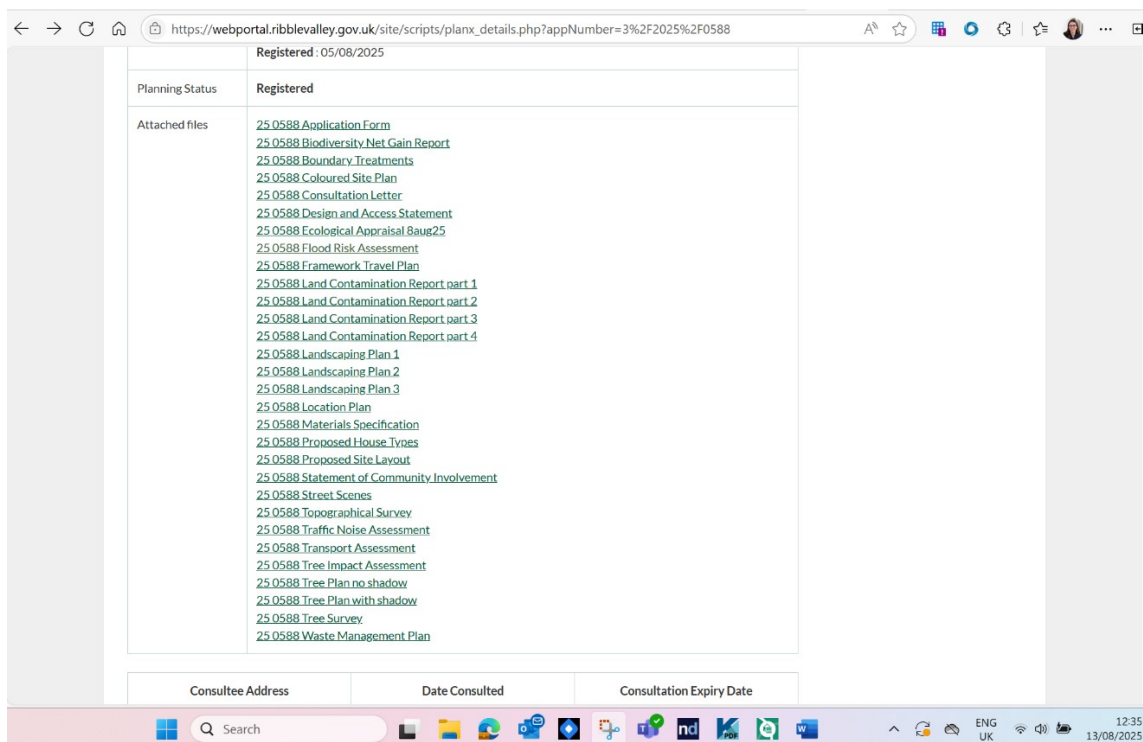 https://webportal.ribblevalley.gov.uk/site/scripts/planx_details.php?appNumber=3%2F2025%2F0588
Registered : 05/08/2025
Planning Status Registered
Attached files 25 0588 Application Form
25 0588 Biodiversity Net Gain Report
25 0588 Boundary Treatments
25 0588 Coloured Site Plan
25 0588 Consultation Letter
25 0588 Design and Access Statement
25 0588 Ecological Appraisal 8aug25
25 0588 Flood Risk Assessment
25 0588 Framework Travel Plan
25 0588 Land Contamination Report part 1
25 0588 Land Contamination Report part 2
25 0588 Land Contamination Report part 3
25 0588 Land Contamination Report part 4
25 0588 Landscaping Plan 1
25 0588 Landscaping Plan 2
25 0588 Landscaping Plan 3
25 0588 Location Plan
25 0588 Materials Specification
25 0588 Proposed House Types
25 0588 Proposed Site Layout
25 0588 Statement of Community Involvement
25 0588 Street Scenes
25 0588 Topographical Survey
25 0588 Traffic Noise Assessment
25 0588 Transport Assessment
25 0588 Tree Impact Assessment
25 0588 Tree Plan no shadow
25 0588 Tree Plan with shadow
25 0588 Tree Survey
25 0588 Waste Management Plan
Consultee Address Date Consulted Consultation Expiry Date
Search nd PDF ENG 12:35
UK 13/08/2025